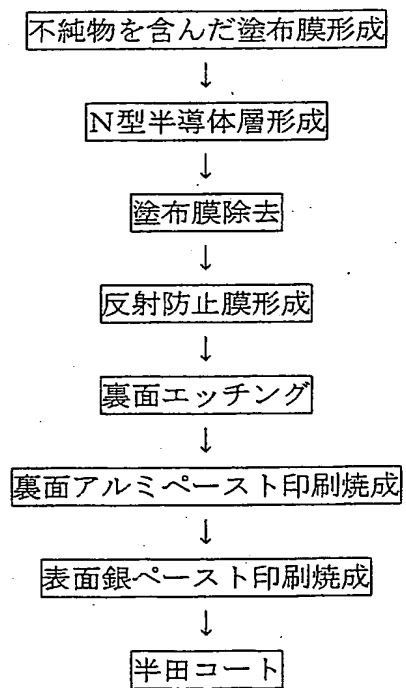 不純物を含んだ塗布膜形成
↓
N型半導体層形成
↓
塗布膜除去
↓
反射防止膜形成
↓
裏面エッチング
↓
裏面アルミペースト印刷焼成
↓
表面銀ペースト印刷焼成
↓
半田コート